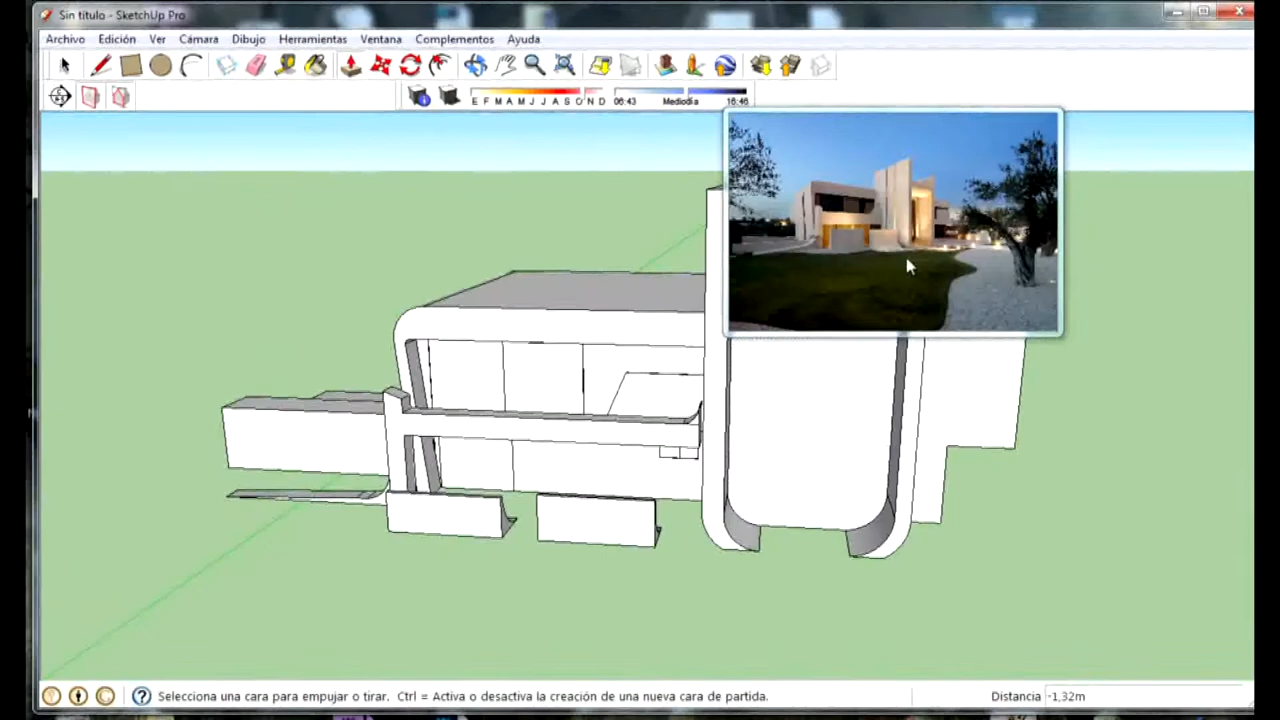 Sin título - SketchUp Pro
Archivo Edición Ver Cámara Dibujo Herramientas Ventana Complementos Ayuda
E F M A M J J A S O N D 06:43 Mediodía 16:46
Selecciona una cara para empujar o tirar. Ctrl = Activa o desactiva la creación de una nueva cara de partida. Distancia -1,32m